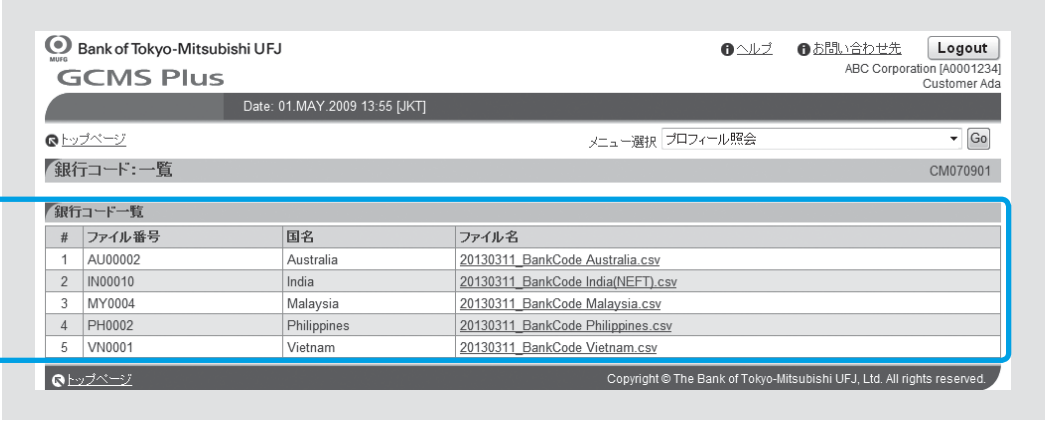 MUFG
Bank of Tokyo-Mitsubishi UFJ
ヘルプ お問い合わせ先 Logout
GCMS Plus
ABC Corporation [A0001234]
Customer Ada
Date: 01.MAY.2009 13:55 [JKT]
トップページ メニュー選択 プロフィール照会 Go
銀行コード:一覧 CM070901
銀行コード一覧
# ファイル番号 国名 ファイル名
1 AU00002 Australia 20130311_BankCode Australia.csv
2 IN00010 India 20130311_BankCode India(NEFT).csv
3 MY0004 Malaysia 20130311_BankCode Malaysia.csv
4 PH0002 Philippines 20130311_BankCode Philippines.csv
5 VN0001 Vietnam 20130311_BankCode Vietnam.csv
トップページ Copyright © The Bank of Tokyo-Mitsubishi UFJ, Ltd. All rights reserved.